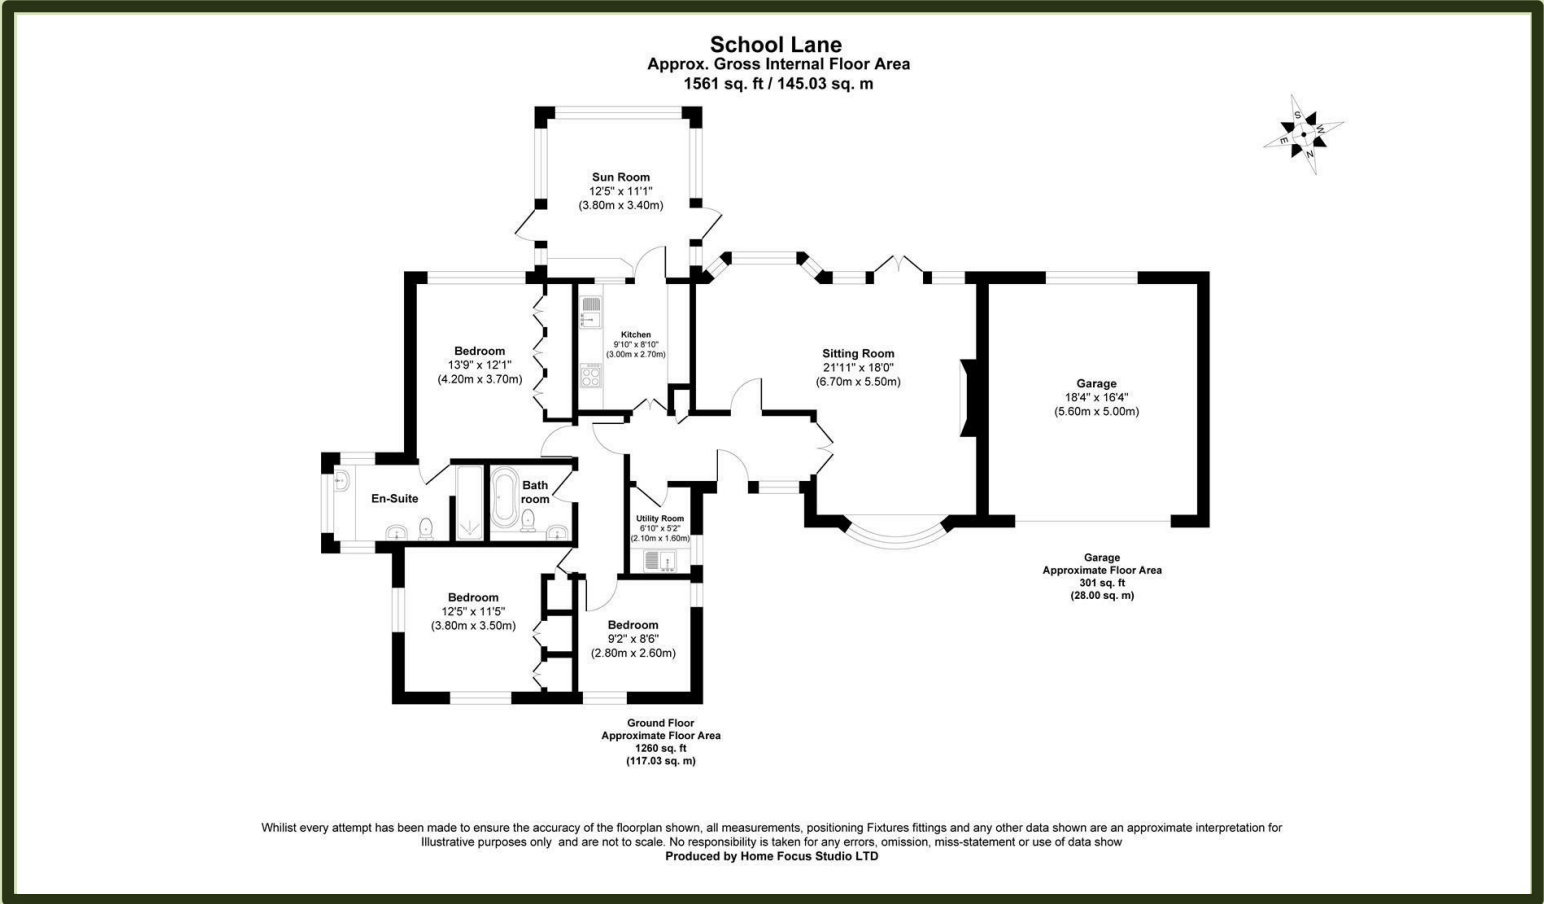 School Lane
Approx. Gross Internal Floor Area
1561 sq. ft / 145.03 sq. m
S
W
E
N
Sun Room
12'5" x 11'1"
(3.80m x 3.40m)
Kitchen
9'10" x 8'10"
(3.00m x 2.70m)
Bedroom
13'9" x 12'1"
(4.20m x 3.70m)
Sitting Room
21'11" x 18'0"
(6.70m x 5.50m)
Garage
18'4" x 16'4"
(5.60m x 5.00m)
En-Suite
Bath
room
Utility Room
6'10" x 5'2"
(2.10m x 1.60m)
Garage
Approximate Floor Area
301 sq. ft
(28.00 sq. m)
Bedroom
12'5" x 11'5"
(3.80m x 3.50m)
Bedroom
9'2" x 8'6"
(2.80m x 2.60m)
Ground Floor
Approximate Floor Area
1260 sq. ft
(117.03 sq. m)
Whilist every attempt has been made to ensure the accuracy of the floorplan shown, all measurements, positioning Fixtures fittings and any other data shown are an approximate interpretation for
Illustrative purposes only and are not to scale. No responsibility is taken for any errors, omission, miss-statement or use of data show
Produced by Home Focus Studio LTD